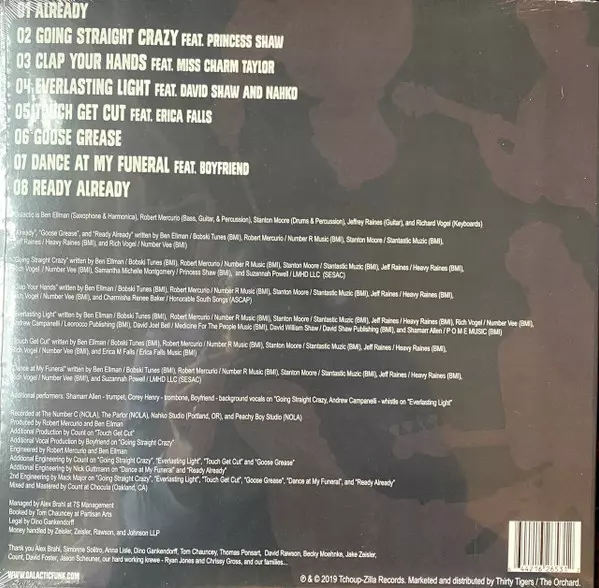 01 ALREADY
02 GOING STRAIGHT CRAZY FEAT. PRINCESS SHAW
03 CLAP YOUR HANDS FEAT. MISS CHARM TAYLOR
04 EVERLASTING LIGHT FEAT. DAVID SHAW AND NAHKO
05 TOUCH GET CUT FEAT. ERICA FALLS
06 GOOSE GREASE
07 DANCE AT MY FUNERAL FEAT. BOYFRIEND
08 READY ALREADY
Galactic is Ben Ellman (Saxophone & Harmonica), Robert Mercurio (Bass, Guitar, & Percussion), Stanton Moore (Drums & Percussion), Jeffrey Raines (Guitar), and Richard Vogel (Keyboards)
"Already", "Goose Grease", and "Ready Already" written by Ben Ellman / Bobski Tunes (BMI), Robert Mercurio / Number R Music (BMI), Stanton Moore / Stantastic Muzic (BMI),
Jeff Raines / Heavy Raines (BMI), and Rich Vogel / Number Vee (BMI)
"Going Straight Crazy" written by Ben Ellman / Bobski Tunes (BMI), Robert Mercurio / Number R Music (BMI), Stanton Moore / Stantastic Muzic (BMI), Jeff Raines / Heavy Raines (BMI),
Rich Vogel / Number Vee (BMI), Samantha Michelle Montgomery / Princess Shaw (BMI), and Suzannah Powell / LMHD LLC (SESAC)
"Clap Your Hands" written by Ben Ellman / Bobski Tunes (BMI), Robert Mercurio / Number R Music (BMI), Stanton Moore / Stantastic Muzic (BMI), Jeff Raines / Heavy Raines (BMI),
Rich Vogel / Number Vee (BMI), and Charmisha Renee Baker / Honorable South Songs (ASCAP)
"Everlasting Light" written by Ben Ellman / Bobski Tunes (BMI), Robert Mercurio / Number R Music (BMI), Stanton Moore / Stantastic Muzic (BMI), Jeff Raines / Heavy Raines (BMI), Rich Vogel / Number Vee (BMI),
Andrew Campanelli / Leorocco Publishing (BMI), David Joel Bell / Medicine For The People Music (BMI), David William Shaw / David Shaw Publishing (BMI), and Shamarr Allen / P O M E MUSIC (BMI)
"Touch Get Cut" written by Ben Ellman / Bobski Tunes (BMI), Robert Mercurio / Number R Music (BMI), Stanton Moore / Stantastic Muzic (BMI), Jeff Raines / Heavy Raines (BMI),
Rich Vogel / Number Vee (BMI), and Erica M Falls / Erica Falls Music (BMI)
"Dance at My Funeral" written by Ben Ellman / Bobski Tunes (BMI), Robert Mercurio / Number R Music (BMI), Stanton Moore / Stantastic Muzic (BMI), Jeff Raines / Heavy Raines (BMI),
Rich Vogel / Number Vee (BMI), and Suzannah Powell / LMHD LLC (SESAC)
Additional performers: Shamarr Allen - trumpet, Corey Henry - trombone, Boyfriend - background vocals on "Going Straight Crazy, Andrew Campanelli - whistle on "Everlasting Light"
Recorded at The Number C (NOLA), The Parlor (NOLA), Nahko Studio (Portland, OR), and Peachy Boy Studio (NOLA)
Produced by Robert Mercurio and Ben Ellman
Additional Production by Count on "Touch Get Cut"
Additional Vocal Production by Boyfriend on "Going Straight Crazy"
Engineered by Robert Mercurio and Ben Ellman
Additional Engineering by Count on "Going Straight Crazy", "Everlasting Light", "Touch Get Cut" and "Goose Grease"
Additional Engineering by Nick Guttmann on "Dance at My Funeral" and "Ready Already"
2nd Engineering by Mack Major on "Going Straight Crazy", "Everlasting Light", "Touch Get Cut", "Goose Grease", "Dance at My Funeral", and "Ready Already"
Mixed and Mastered by Count at Chocula (Oakland, CA)
Managed by Alex Brahl at 7S Management
Booked by Tom Chauncey at Partisan Arts
Legal by Dino Gankendorff
Money handled by Zeisler, Zeisler, Rawson, and Johnson LLP
Thank you Alex Brahl, Simonne Solitro, Anna Lisle, Dino Gankendorff, Tom Chauncey, Thomas Ponsart, David Rawson, Becky Moehnke, Jake Zeisler,
Count, David Foster, Jason Scheuner, our hard working krewe - Ryan Jones and Chrissy Gross, and our families...
WWW.GALACTICFUNK.COM
℗ & © 2019 Tchoup-Zilla Records. Marketed and distributed by Thirty Tigers / The Orchard.